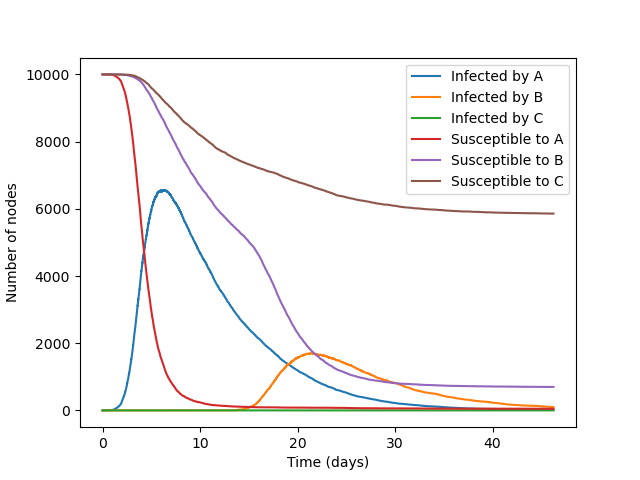 10000
8000
6000
4000
2000
0
Number of nodes
0 10 20 30 40
Time (days)
Infected by A
Infected by B
Infected by C
Susceptible to A
Susceptible to B
Susceptible to C